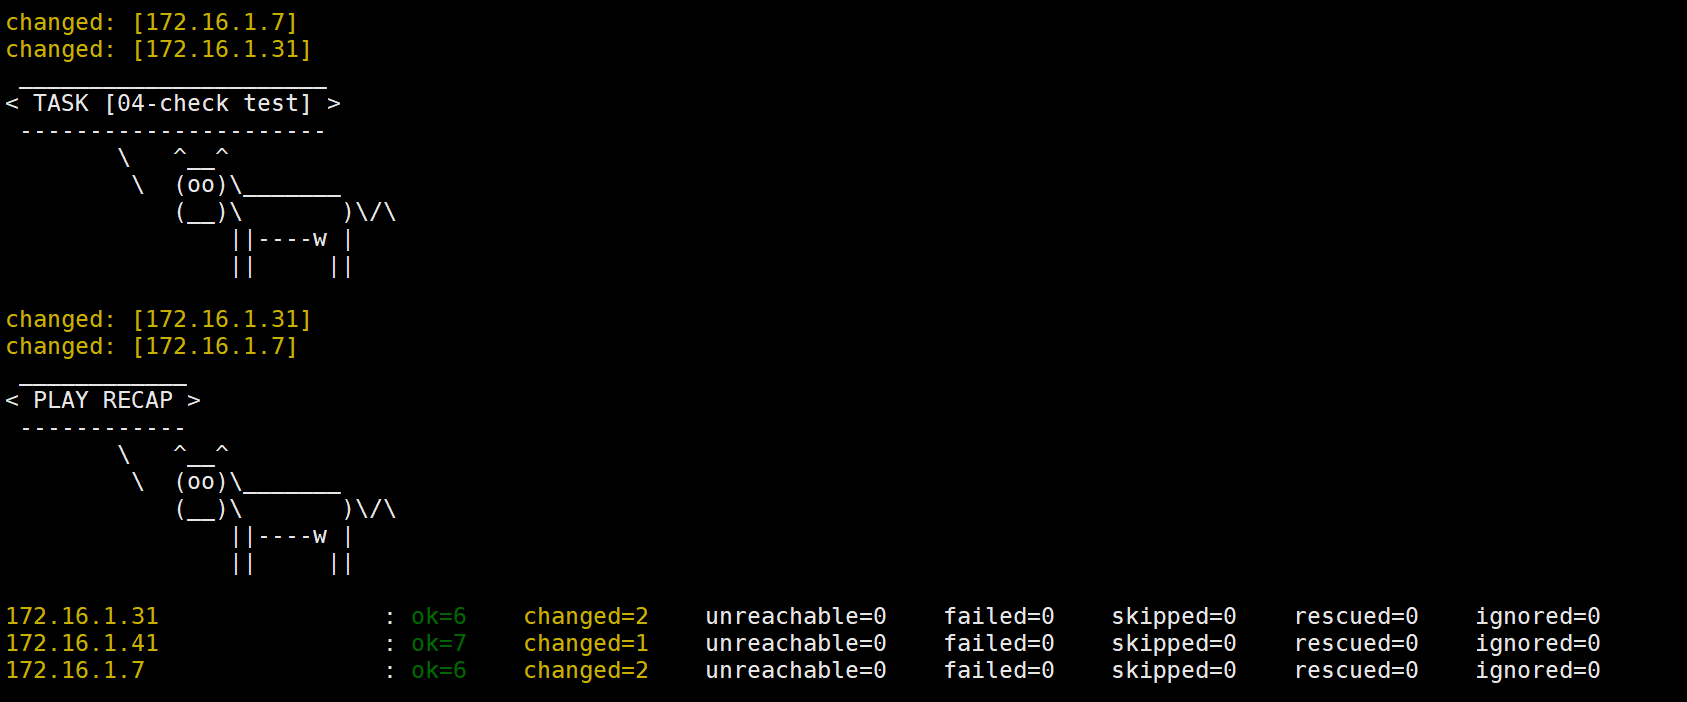 changed: [172.16.1.7]
changed: [172.16.1.31]
 ______________________
< TASK [04-check test] >
 ----------------------
        \   ^__^
         \  (oo)\_______
            (__)\       )\/\
                ||----w |
                ||     ||

changed: [172.16.1.31]
changed: [172.16.1.7]
 ____________
< PLAY RECAP >
 ------------
        \   ^__^
         \  (oo)\_______
            (__)\       )\/\
                ||----w |
                ||     ||

172.16.1.31                : ok=6    changed=2    unreachable=0    failed=0    skipped=0    rescued=0    ignored=0
172.16.1.41                : ok=7    changed=1    unreachable=0    failed=0    skipped=0    rescued=0    ignored=0
172.16.1.7                 : ok=6    changed=2    unreachable=0    failed=0    skipped=0    rescued=0    ignored=0